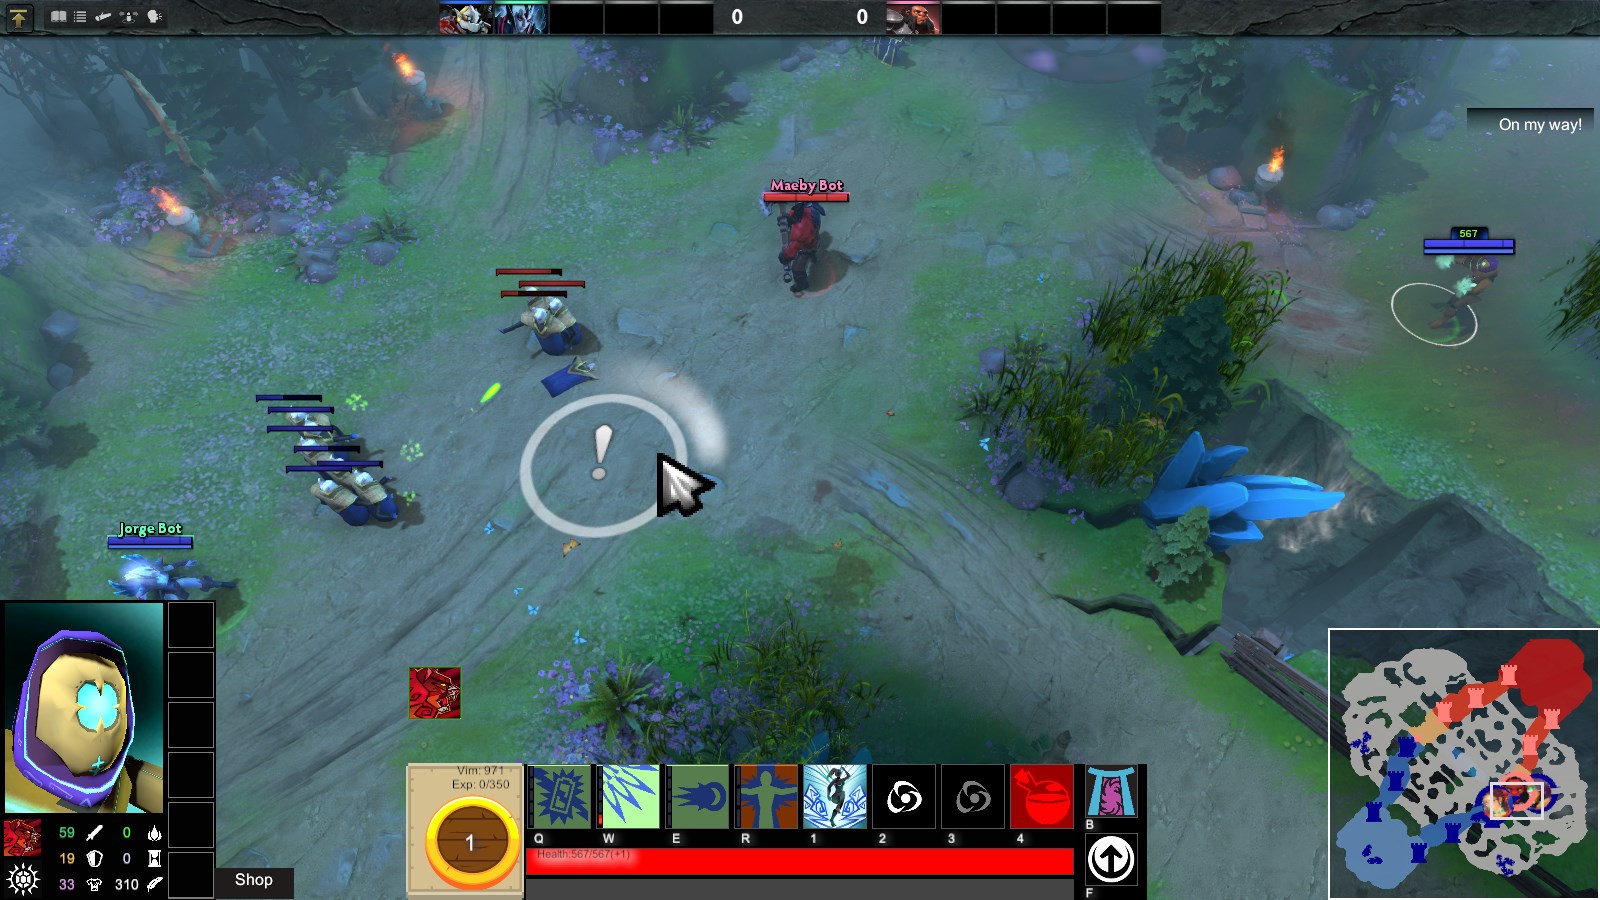 0
0
On my way!
Maeby Bot
567
Jorge Bot
Vim: 971
Exp: 0/350
1
Q
W
E
R
1
2
3
4
B
F
Health:567/567(+1)
59
0
19
0
33
310
Shop